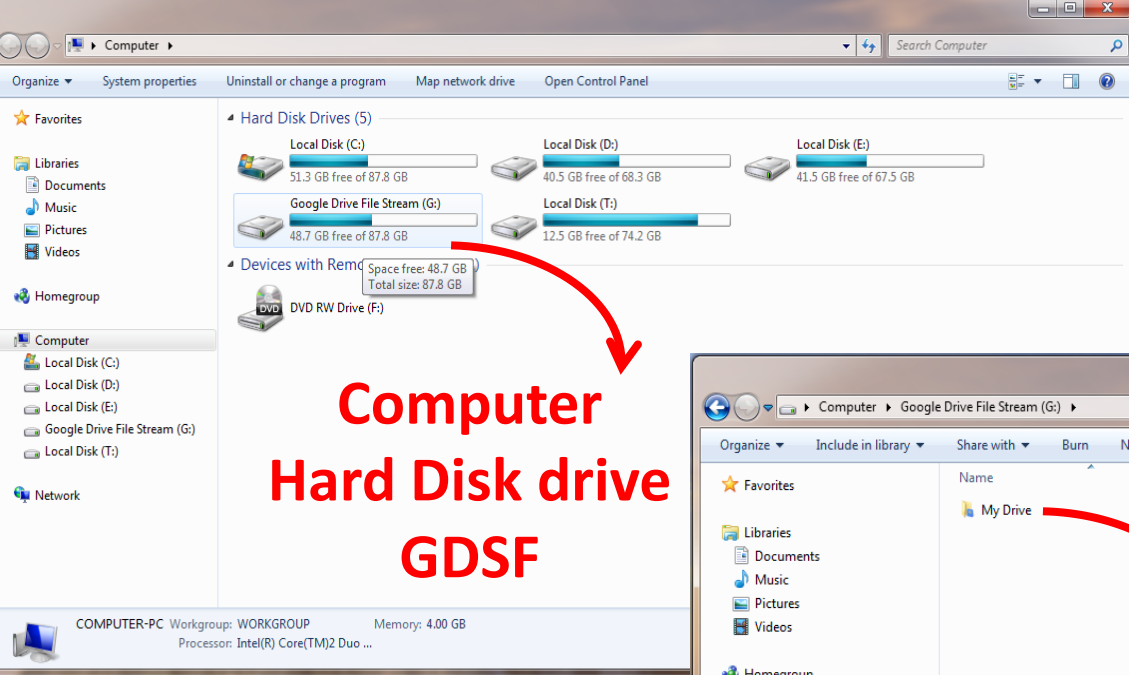 Computer
Search Computer
Organize System properties Uninstall or change a program Map network drive Open Control Panel
Favorites
Libraries
Documents
Music
Pictures
Videos
Homegroup
Computer
Local Disk (C:)
Local Disk (D:)
Local Disk (E:)
Google Drive File Stream (G:)
Local Disk (T:)
Network
Hard Disk Drives (5)
Local Disk (C:)
51.3 GB free of 87.8 GB
Local Disk (D:)
40.5 GB free of 68.3 GB
Local Disk (E:)
41.5 GB free of 67.5 GB
Google Drive File Stream (G:)
48.7 GB free of 87.8 GB
Local Disk (T:)
12.5 GB free of 74.2 GB
Devices with Remo
Space free: 48.7 GB
Total size: 87.8 GB
DVD
DVD RW Drive (F:)
Computer
Hard Disk drive
GDSF
COMPUTER-PC Workgroup: WORKGROUP Memory: 4.00 GB
Processor: Intel(R) Core(TM)2 Duo ...
Computer Google Drive File Stream (G:)
Organize Include in library Share with Burn N
Favorites
Libraries
Documents
Music
Pictures
Videos
Homegroup
Name
My Drive